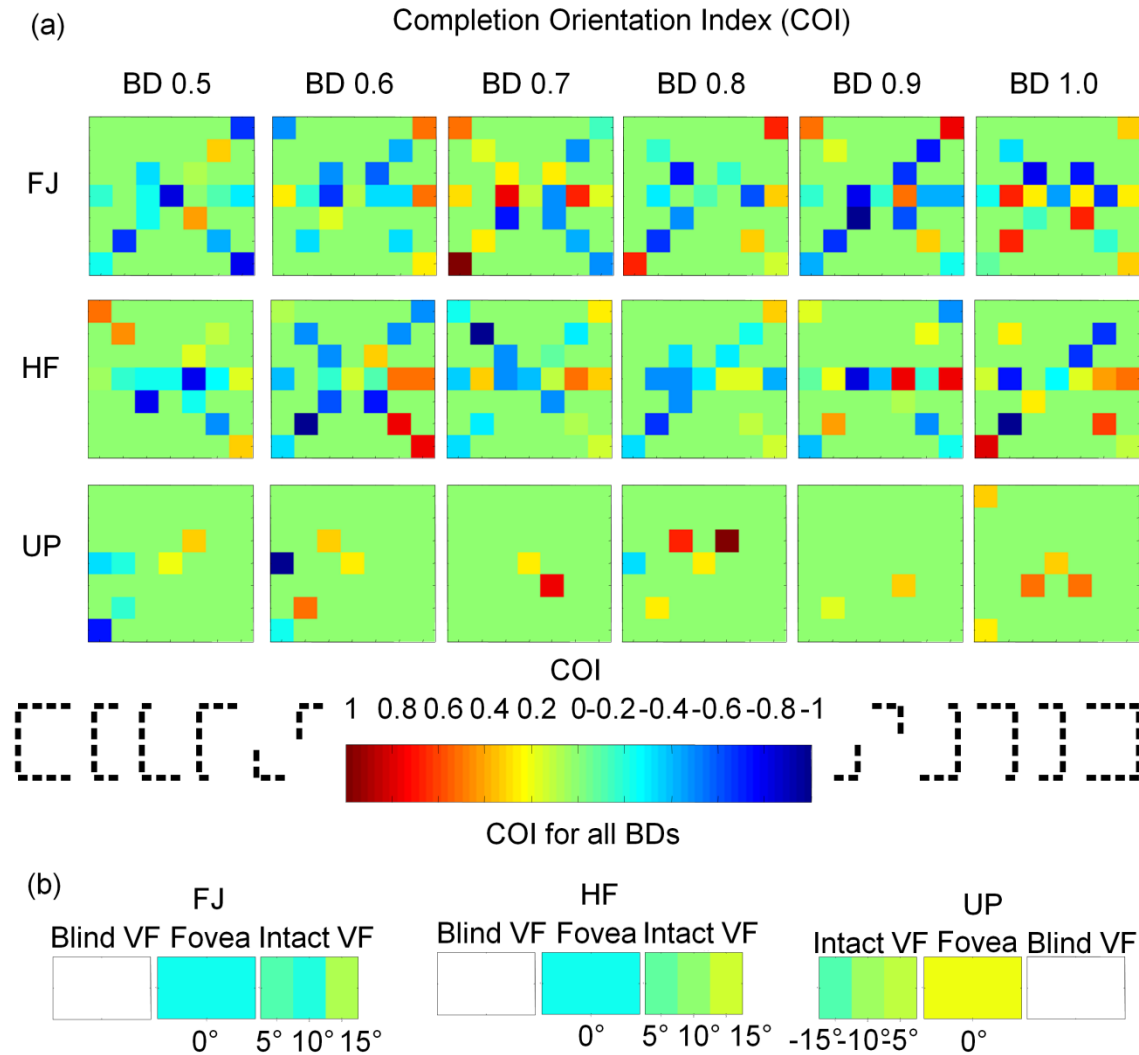 (a)
Completion Orientation Index (COI)
BD 0.5 BD 0.6 BD 0.7 BD 0.8 BD 0.9 BD 1.0
FJ
HF
UP
COI
1 0.8 0.6 0.4 0.2 0 -0.2 -0.4 -0.6 -0.8 -1
COI for all BDs
(b)
FJ HF UP
Blind VF Fovea Intact VF Blind VF Fovea Intact VF Intact VF Fovea Blind VF
0° 5° 10° 15° 0° 5° 10° 15° -15° -10° -5° 0°